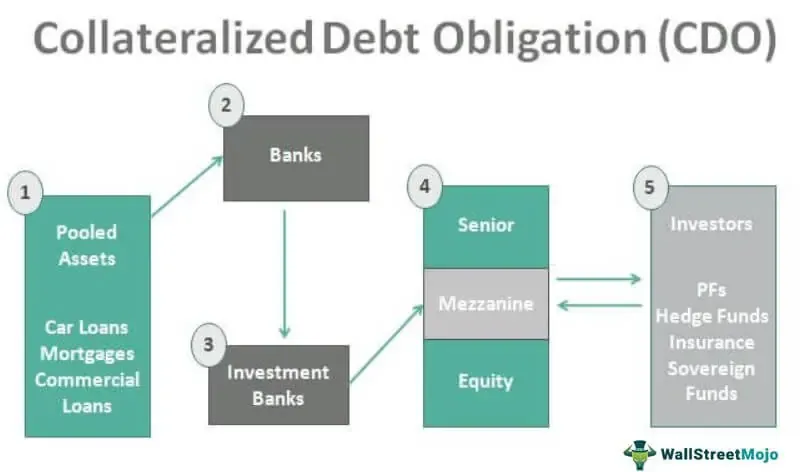 Collateralized Debt Obligation (CDO)
1
Pooled
Assets
Car Loans
Mortgages
Commercial
Loans
2
Banks
3
Investment
Banks
4
Senior
Mezzanine
Equity
5
Investors
PFs
Hedge Funds
Insurance
Sovereign
Funds
WallStreetMojo